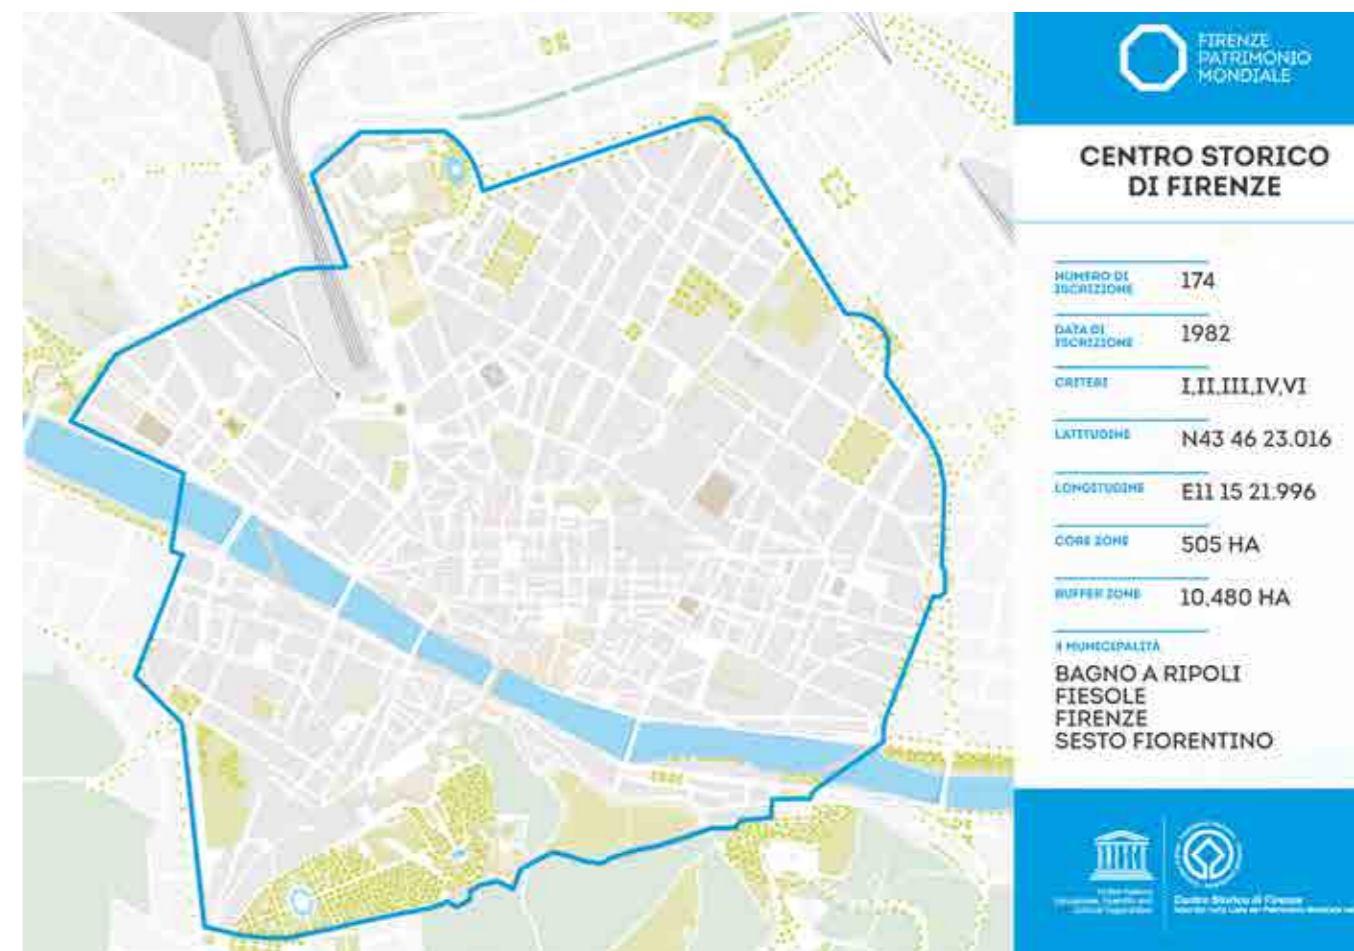 FIRENZE
PATRIMONIO
MONDIALE
CENTRO STORICO
DI FIRENZE
NUMERO DI
ISCRIZIONE
174
DATA DI
ISCRIZIONE
1982
CRITERI
I,II,III,IV,VI
LATITUDINE
N43 46 23.016
LONGITUDINE
E11 15 21.996
CORE ZONE
505 HA
BUFFER ZONE
10.480 HA
4 MUNICIPALITÀ
BAGNO A RIPOLI
FIESOLE
FIRENZE
SESTO FIORENTINO
Centro Storico di Firenze